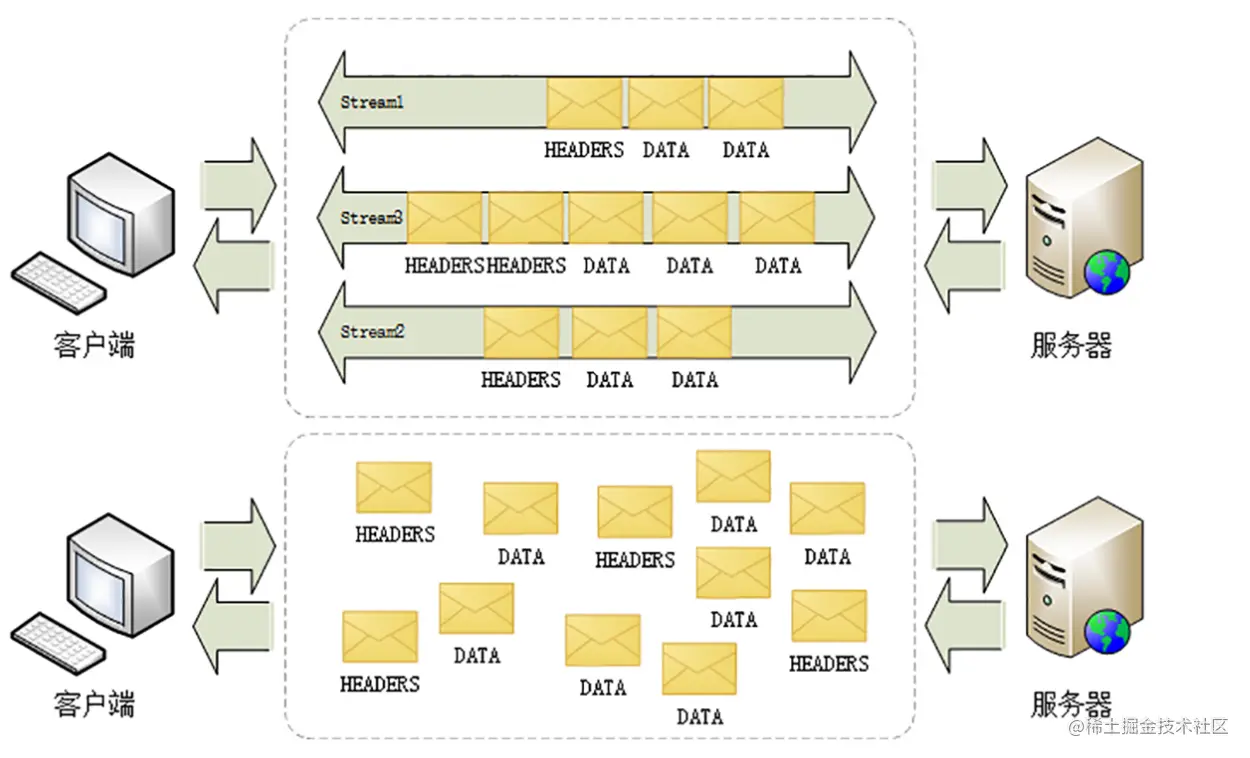 Stream1
HEADERS DATA DATA
Stream3
HEADERS HEADERS DATA DATA DATA
客户端
服务器
Stream2
HEADERS DATA DATA
HEADERS
DATA
HEADERS
DATA
DATA
DATA
HEADERS
DATA
HEADERS
DATA
DATA
客户端
服务器
@稀土掘金技术社区